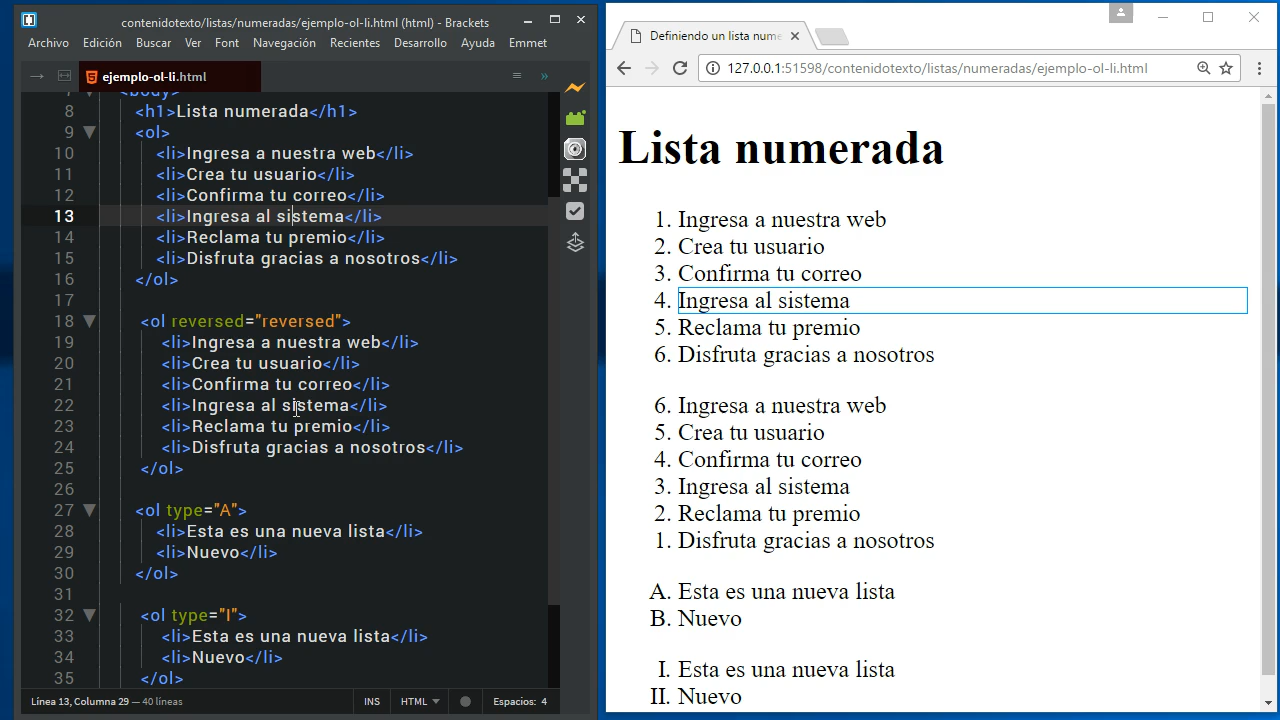 contenidotexto/listas/numeradas/ejemplo-ol-li.html (html) - Brackets
Archivo Edición Buscar Ver Font Navegación Recientes Desarrollo Ayuda Emmet
ejemplo-ol-li.html
7 <body>
8 <h1>Lista numerada</h1>
9 <ol>
10 <li>Ingresa a nuestra web</li>
11 <li>Crea tu usuario</li>
12 <li>Confirma tu correo</li>
13 <li>Ingresa al sistema</li>
14 <li>Reclama tu premio</li>
15 <li>Disfruta gracias a nosotros</li>
16 </ol>
17
18 <ol reversed="reversed">
19 <li>Ingresa a nuestra web</li>
20 <li>Crea tu usuario</li>
21 <li>Confirma tu correo</li>
22 <li>Ingresa al sistema</li>
23 <li>Reclama tu premio</li>
24 <li>Disfruta gracias a nosotros</li>
25 </ol>
26
27 <ol type="A">
28 <li>Esta es una nueva lista</li>
29 <li>Nuevo</li>
30 </ol>
31
32 <ol type="I">
33 <li>Esta es una nueva lista</li>
34 <li>Nuevo</li>
35 </ol>
Línea 13, Columna 29 — 40 líneas INS HTML Espacios: 4
Definiendo un lista nume
127.0.0.1:51598/contenidotexto/listas/numeradas/ejemplo-ol-li.html
Lista numerada
1. Ingresa a nuestra web
2. Crea tu usuario
3. Confirma tu correo
4. Ingresa al sistema
5. Reclama tu premio
6. Disfruta gracias a nosotros
6. Ingresa a nuestra web
5. Crea tu usuario
4. Confirma tu correo
3. Ingresa al sistema
2. Reclama tu premio
1. Disfruta gracias a nosotros
A. Esta es una nueva lista
B. Nuevo
I. Esta es una nueva lista
II. Nuevo